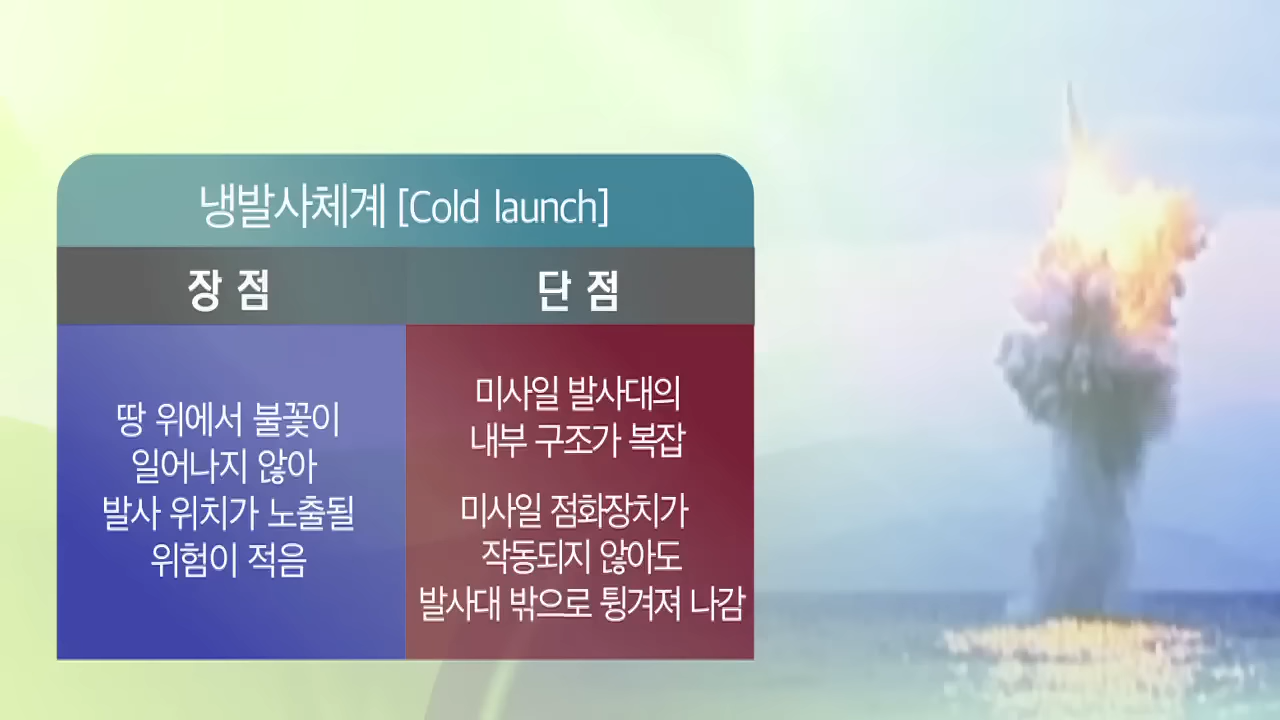 냉발사체계 [Cold launch]
장 점
단 점
땅 위에서 불꽃이
일어나지 않아
발사 위치가 노출될
위험이 적음
미사일 발사대의
내부 구조가 복잡
미사일 점화장치가
작동되지 않아도
발사대 밖으로 튕겨져 나감